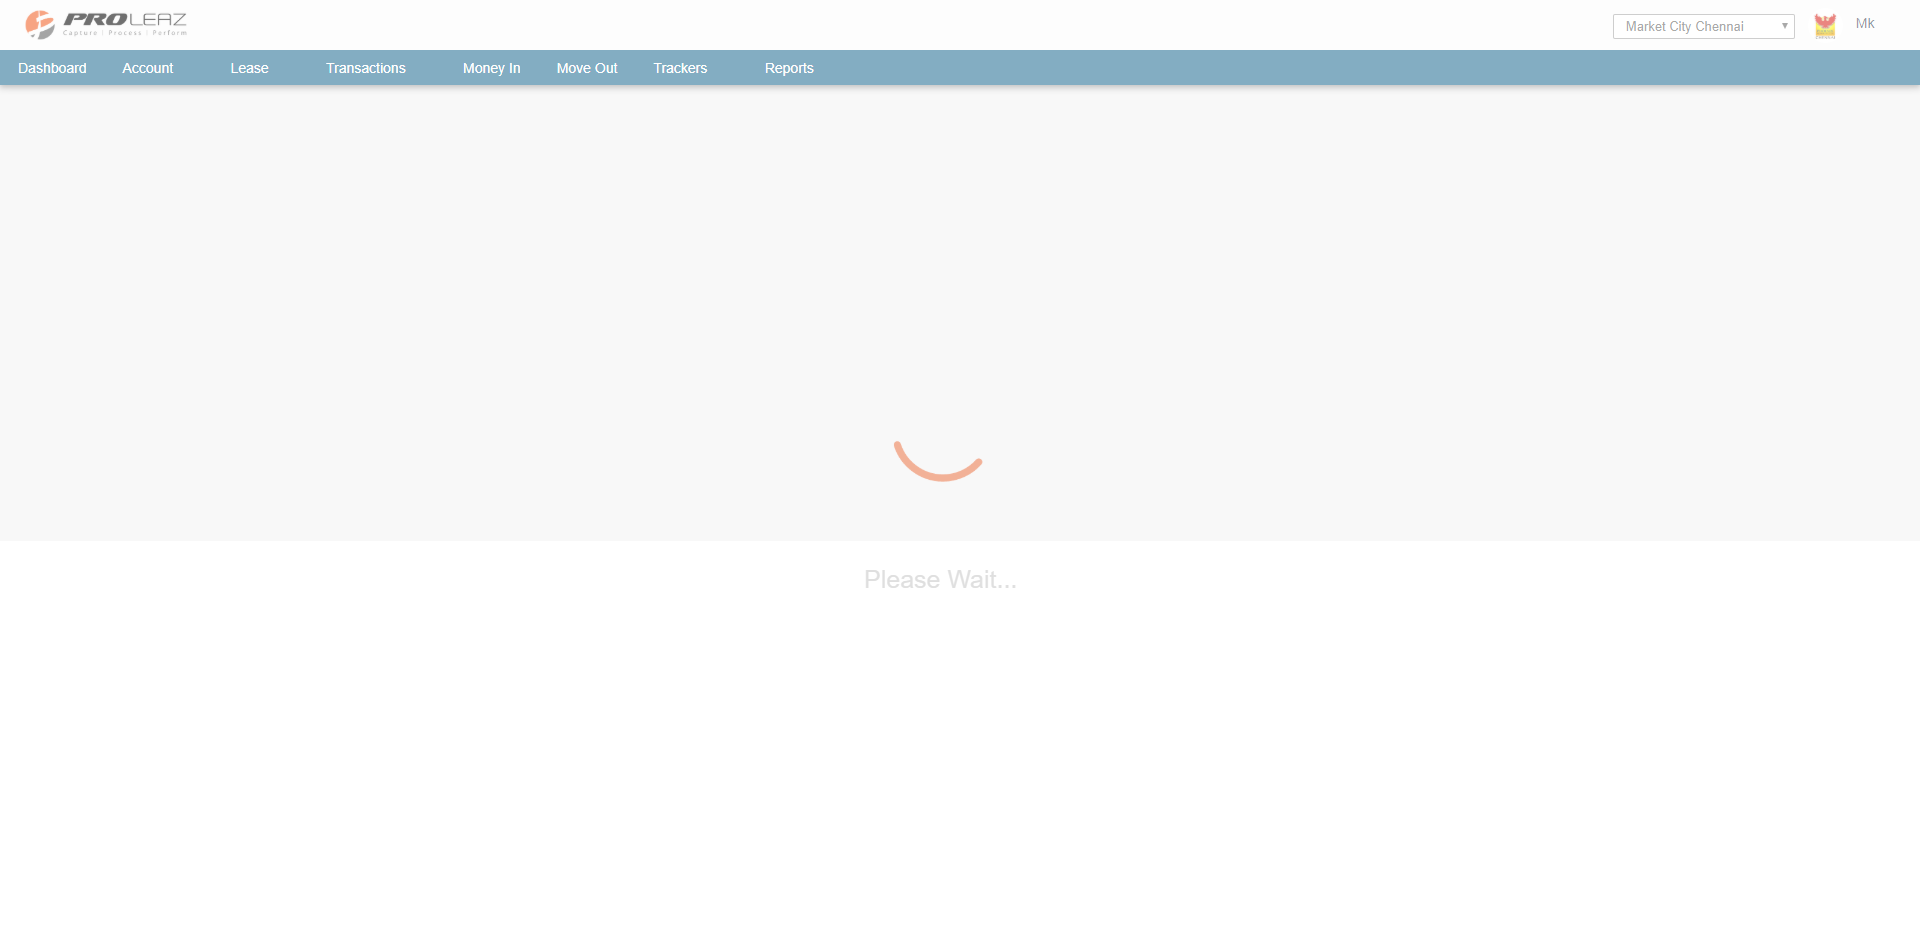 PROLEAZ
Capture | Process | Perform
Market City Chennai
Mk
Dashboard Account Lease Transactions Money In Move Out Trackers Reports
Please Wait...